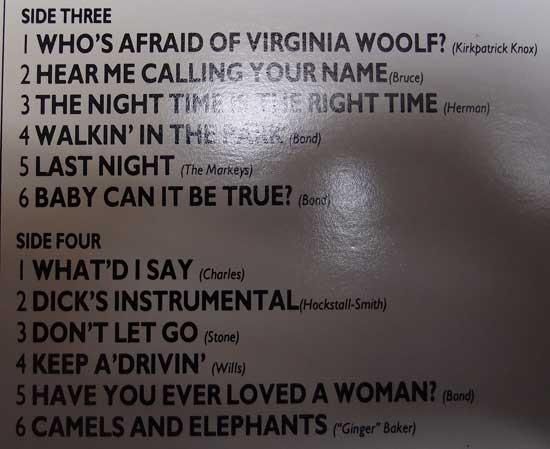 SIDE THREE
1 WHO'S AFRAID OF VIRGINIA WOOLF? (Kirkpatrick Knox)
2 HEAR ME CALLING YOUR NAME (Bruce)
3 THE NIGHT TIME IS THE RIGHT TIME (Herman)
4 WALKIN' IN THE PARK (Bond)
5 LAST NIGHT (The Markeys)
6 BABY CAN IT BE TRUE? (Bond)
SIDE FOUR
1 WHAT'D I SAY (Charles)
2 DICK'S INSTRUMENTAL (Hockstall-Smith)
3 DON'T LET GO (Stone)
4 KEEP A'DRIVIN' (Wills)
5 HAVE YOU EVER LOVED A WOMAN? (Bond)
6 CAMELS AND ELEPHANTS ("Ginger" Baker)